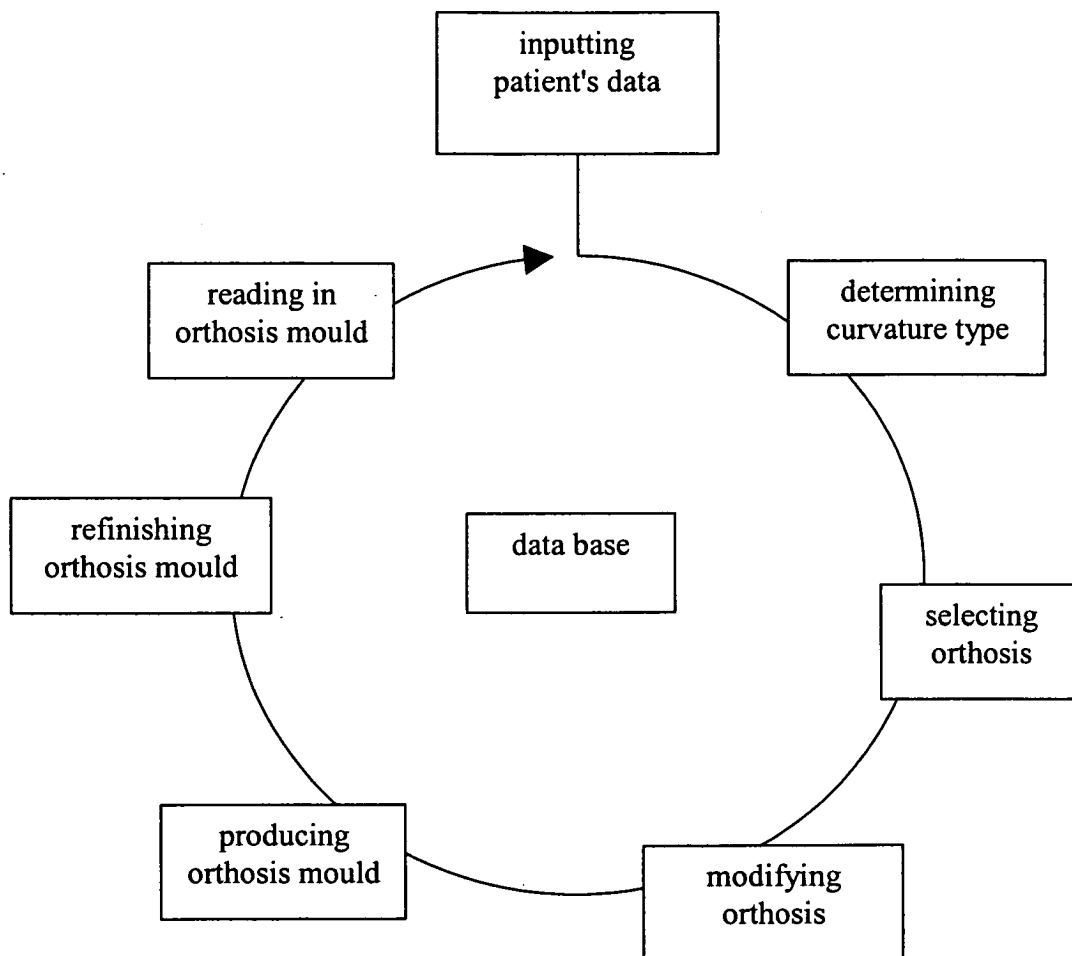 inputting
patient's data
determining
curvature type
selecting
orthosis
modifying
orthosis
producing
orthosis mould
refinishing
orthosis mould
reading in
orthosis mould
data base